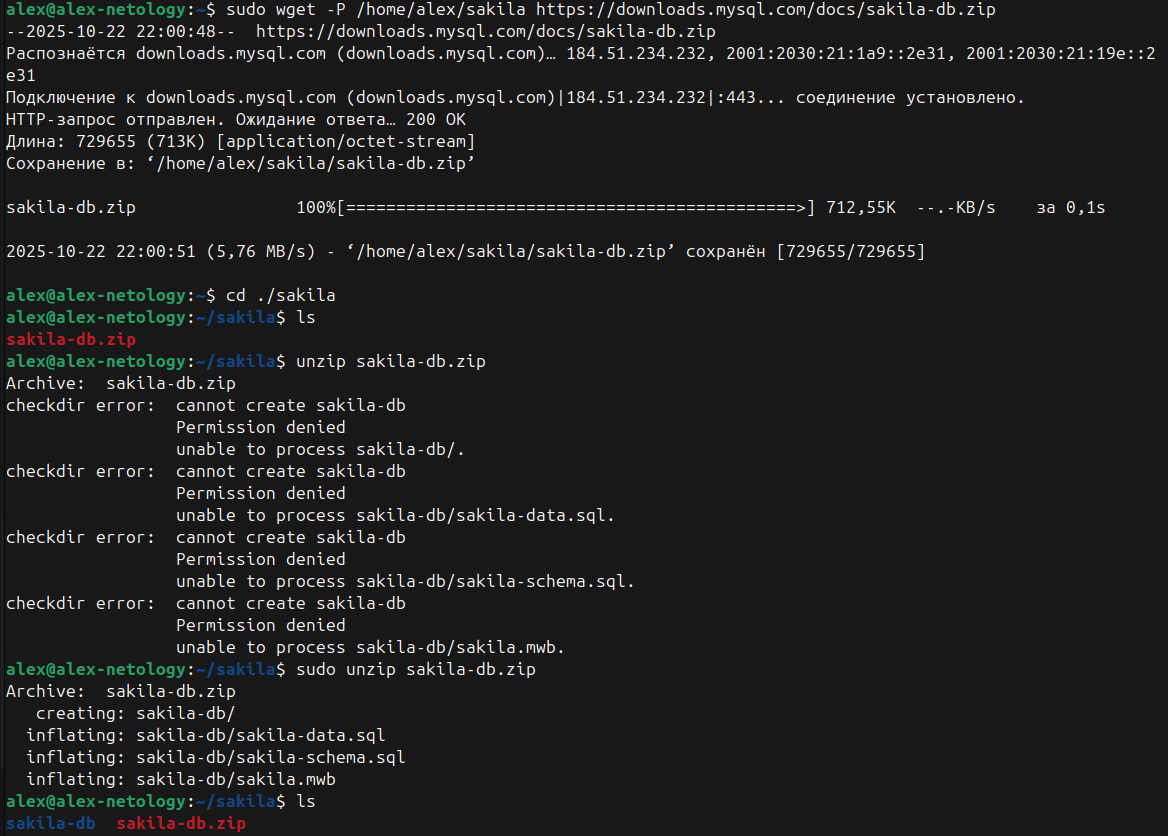 alex@alex-netology:~$ sudo wget -P /home/alex/sakila https://downloads.mysql.com/docs/sakila-db.zip
--2025-10-22 22:00:48--  https://downloads.mysql.com/docs/sakila-db.zip
Распознаётся downloads.mysql.com (downloads.mysql.com)… 184.51.234.232, 2001:2030:21:1a9::2e31, 2001:2030:21:19e::2
e31
Подключение к downloads.mysql.com (downloads.mysql.com)|184.51.234.232|:443... соединение установлено.
HTTP-запрос отправлен. Ожидание ответа… 200 OK
Длина: 729655 (713K) [application/octet-stream]
Сохранение в: ‘/home/alex/sakila/sakila-db.zip’

sakila-db.zip                100%[=============================================>] 712,55K  --.-KB/s    за 0,1s

2025-10-22 22:00:51 (5,76 MB/s) - ‘/home/alex/sakila/sakila-db.zip’ сохранён [729655/729655]

alex@alex-netology:~$ cd ./sakila
alex@alex-netology:~/sakila$ ls
sakila-db.zip
alex@alex-netology:~/sakila$ unzip sakila-db.zip
Archive:  sakila-db.zip
checkdir error:  cannot create sakila-db
                 Permission denied
                 unable to process sakila-db/.
checkdir error:  cannot create sakila-db
                 Permission denied
                 unable to process sakila-db/sakila-data.sql.
checkdir error:  cannot create sakila-db
                 Permission denied
                 unable to process sakila-db/sakila-schema.sql.
checkdir error:  cannot create sakila-db
                 Permission denied
                 unable to process sakila-db/sakila.mwb.
alex@alex-netology:~/sakila$ sudo unzip sakila-db.zip
Archive:  sakila-db.zip
   creating: sakila-db/
  inflating: sakila-db/sakila-data.sql
  inflating: sakila-db/sakila-schema.sql
  inflating: sakila-db/sakila.mwb
alex@alex-netology:~/sakila$ ls
sakila-db  sakila-db.zip